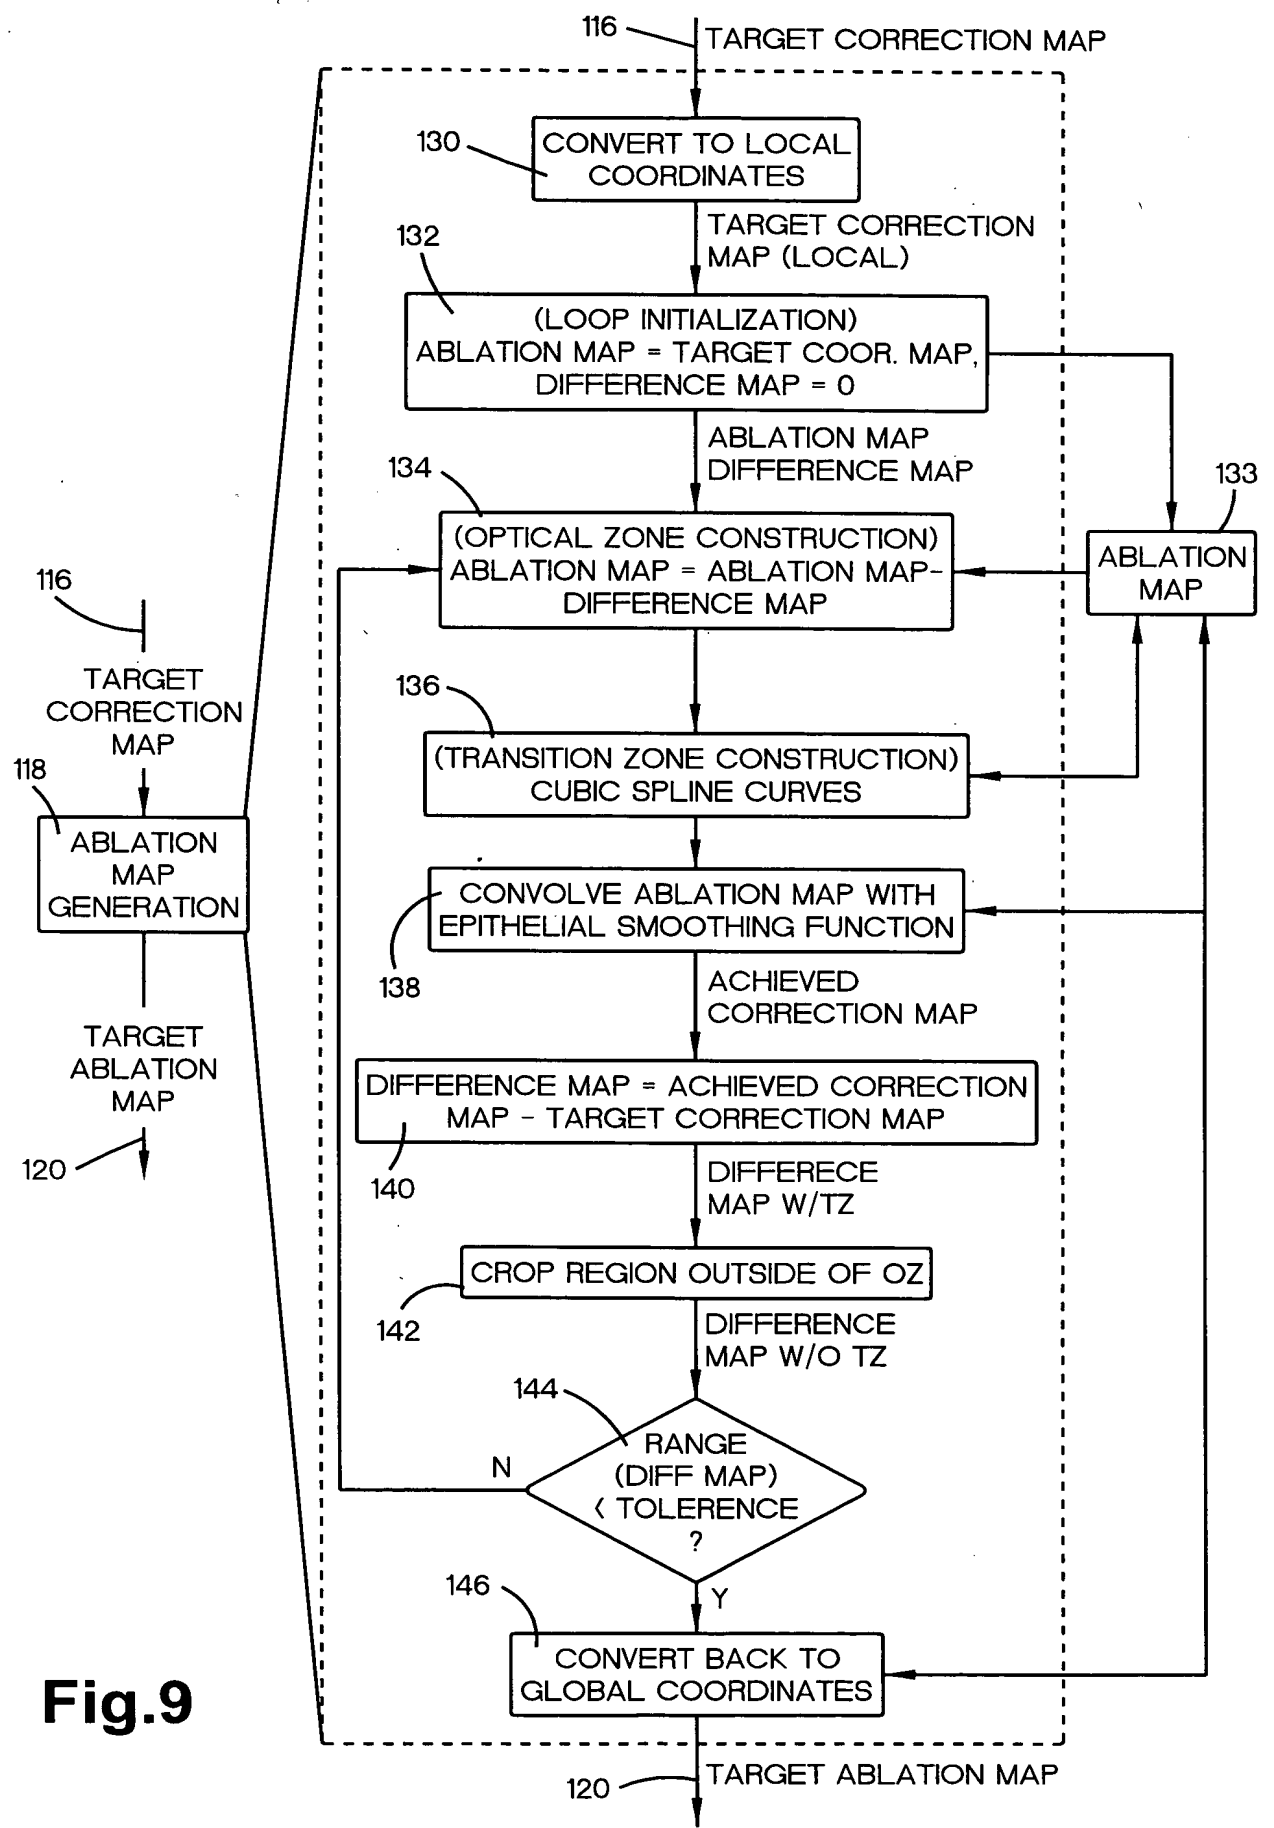 116
TARGET CORRECTION MAP
130
CONVERT TO LOCAL
COORDINATES
TARGET CORRECTION
MAP (LOCAL)
132
(LOOP INITIALIZATION)
ABLATION MAP = TARGET COOR. MAP,
DIFFERENCE MAP = 0
ABLATION MAP
DIFFERENCE MAP
133
ABLATION
MAP
134
(OPTICAL ZONE CONSTRUCTION)
ABLATION MAP = ABLATION MAP-
DIFFERENCE MAP
116
TARGET
CORRECTION
MAP
118
ABLATION
MAP
GENERATION
TARGET
ABLATION
MAP
120
136
(TRANSITION ZONE CONSTRUCTION)
CUBIC SPLINE CURVES
CONVOLVE ABLATION MAP WITH
EPITHELIAL SMOOTHING FUNCTION
138
ACHIEVED
CORRECTION MAP
DIFFERENCE MAP = ACHIEVED CORRECTION
MAP - TARGET CORRECTION MAP
140
DIFFERECE
MAP W/TZ
CROP REGION OUTSIDE OF OZ
142
DIFFERENCE
MAP W/O TZ
144
RANGE
(DIFF MAP)
< TOLERENCE
?
N
Y
146
CONVERT BACK TO
GLOBAL COORDINATES
120
TARGET ABLATION MAP
Fig.9